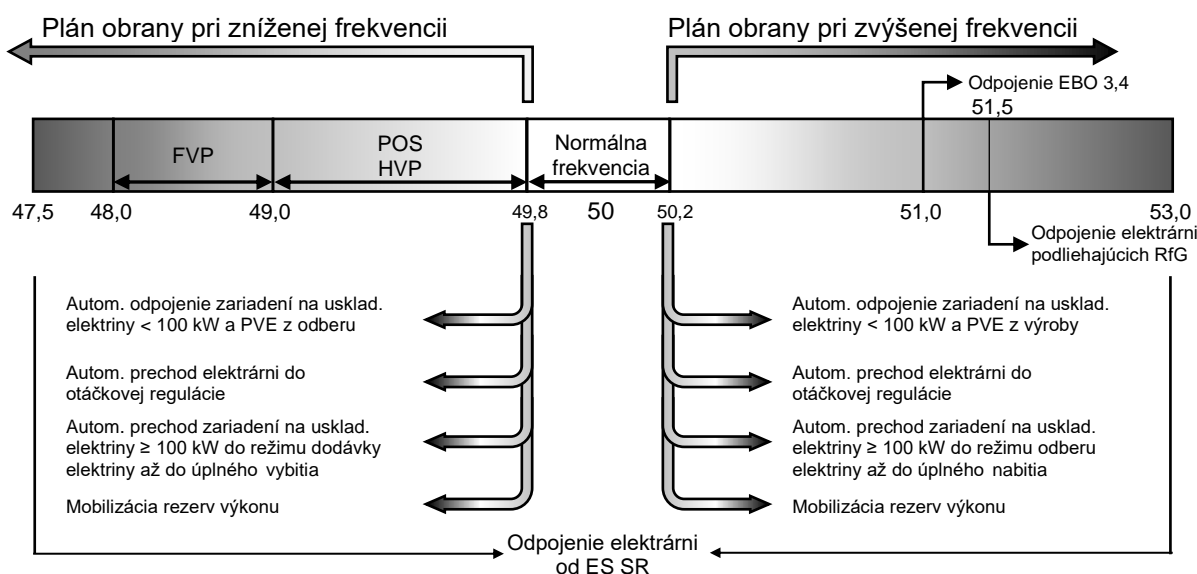 Plán obrany pri zníženej frekvencii
Plán obrany pri zvýšenej frekvencii
Odpojenie EBO 3,4
51,5
FVP
POS
HVP
Normálna
frekvencia
47,5
48,0
49,0
49,8
50
50,2
51,0
53,0
Odpojenie elektrárni
podliehajúcich RfG
Autom. odpojenie zariadení na usklad.
elektriny < 100 kW a PVE z odberu
Autom. prechod elektrárni do
otáčkovej regulácie
Autom. prechod zariadení na usklad.
elektriny ≥ 100 kW do režimu dodávky
elektriny až do úplného vybitia
Mobilizácia rezerv výkonu
Autom. odpojenie zariadení na usklad.
elektriny < 100 kW a PVE z výroby
Autom. prechod elektrárni do
otáčkovej regulácie
Autom. prechod zariadení na usklad.
elektriny ≥ 100 kW do režimu odberu
elektriny až do úplného nabitia
Mobilizácia rezerv výkonu
Odpojenie elektrárni
od ES SR